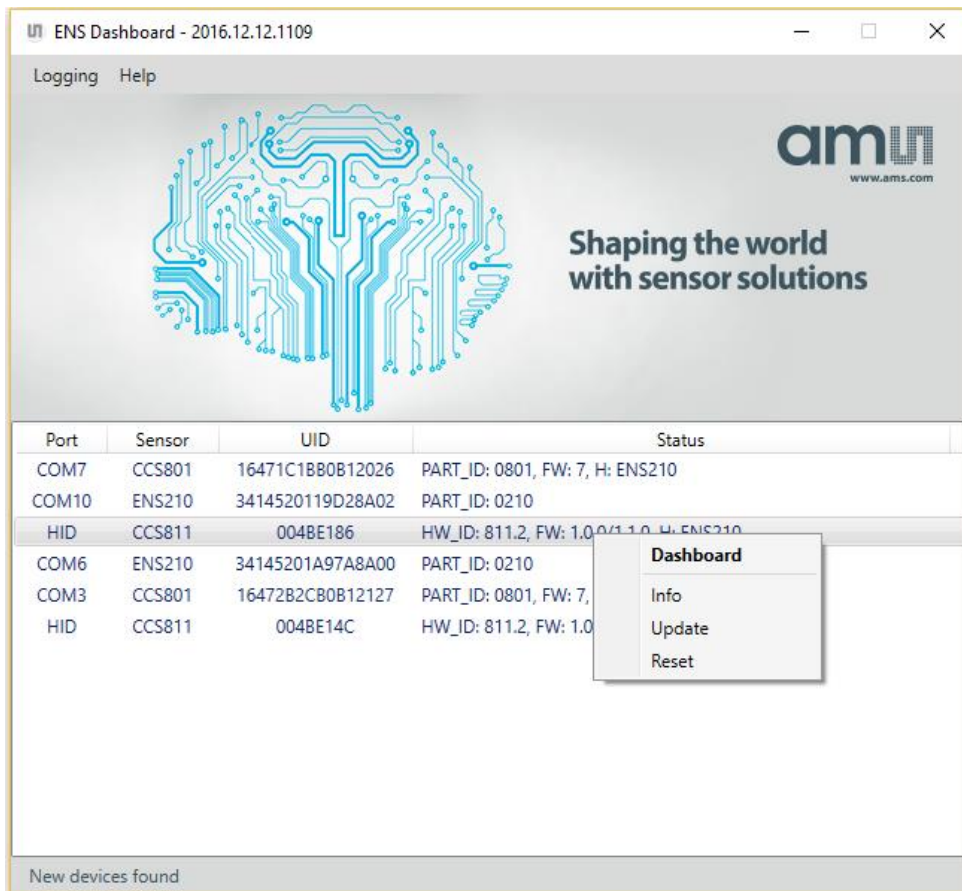 ENS Dashboard - 2016.12.12.1109
Logging Help
amu
www.ams.com
Shaping the world
with sensor solutions
Port Sensor UID Status
COM7 CCS801 16471C1BB0B12026 PART_ID: 0801, FW: 7, H: ENS210
COM10 ENS210 3414520119D28A02 PART_ID: 0210
HID CCS811 004BE186 HW_ID: 811.2, FW: 1.0.0/1.1.0, H: ENS210
COM6 ENS210 34145201A97A8A00 PART_ID: 0210
COM3 CCS801 16472B2CB0B12127 PART_ID: 0801, FW: 7,
HID CCS811 004BE14C HW_ID: 811.2, FW: 1.0
Dashboard
Info
Update
Reset
New devices found